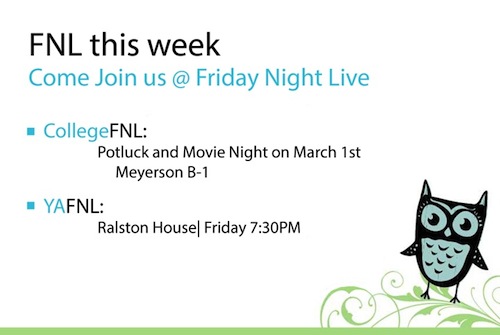 FNL this week
Come Join us @ Friday Night Live
CollegeFNL:
Potluck and Movie Night on March 1st
Meyerson B-1
YAFNL:
Ralston House| Friday 7:30PM